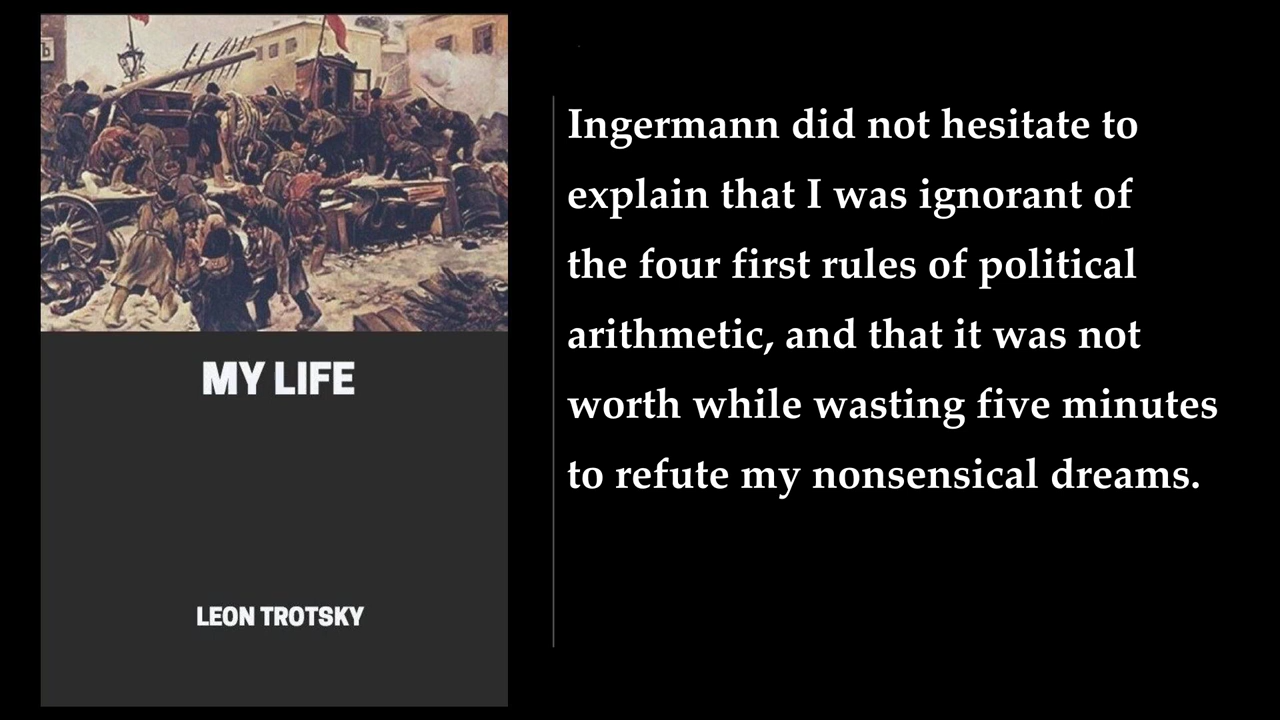 MY LIFE
LEON TROTSKY
Ingermann did not hesitate to
explain that I was ignorant of
the four first rules of political
arithmetic, and that it was not
worth while wasting five minutes
to refute my nonsensical dreams.